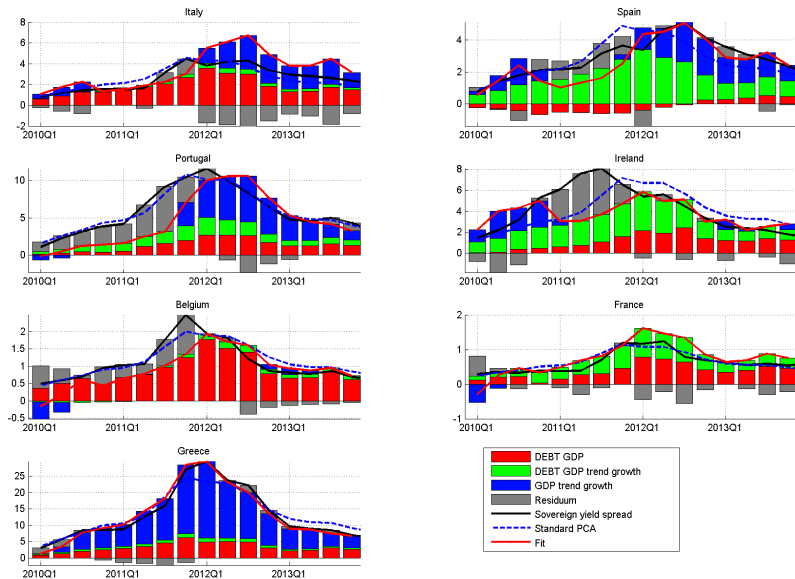 Italy
8
6
4
2
0
-2
2010Q1 2011Q1 2012Q1 2013Q1
Spain
4
2
0
2010Q1 2011Q1 2012Q1 2013Q1
Portugal
10
5
0
2010Q1 2011Q1 2012Q1 2013Q1
Ireland
8
6
4
2
0
2010Q1 2011Q1 2012Q1 2013Q1
Belgium
2
1.5
1
0.5
0
-0.5
2010Q1 2011Q1 2012Q1 2013Q1
France
2
1
0
-1
2010Q1 2011Q1 2012Q1 2013Q1
Greece
25
20
15
10
5
0
2010Q1 2011Q1 2012Q1 2013Q1
DEBT GDP
DEBT GDP trend growth
GDP trend growth
Residuum
Sovereign yield spread
Standard PCA
Fit